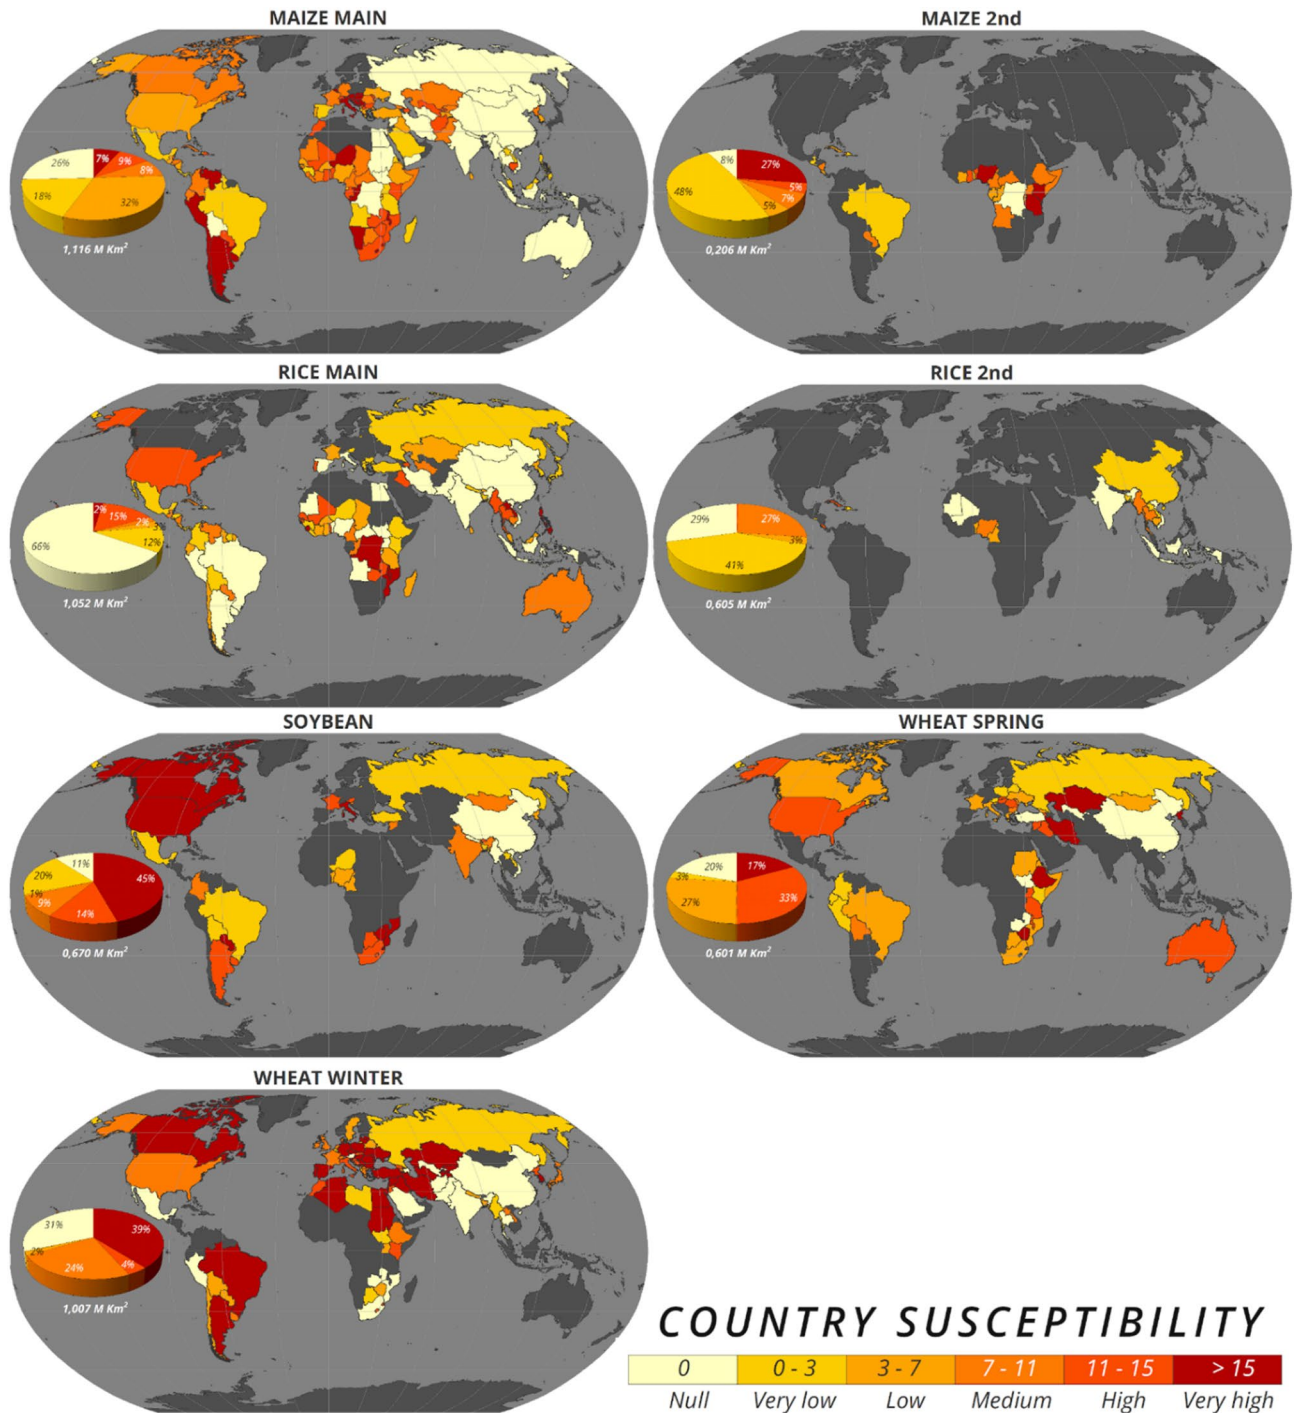 MAIZE MAIN
26%
7%
9%
8%
18%
32%
1,116 M Km²
MAIZE 2nd
8%
27%
5%
7%
48%
5%
0,206 M Km²
RICE MAIN
2%
15%
2%
3%
12%
66%
1,052 M Km²
RICE 2nd
29%
27%
3%
41%
0,605 M Km²
SOYBEAN
11%
20%
45%
1%
9%
14%
0,670 M Km²
WHEAT SPRING
20%
17%
3%
27%
33%
0,601 M Km²
WHEAT WINTER
31%
39%
2%
24%
4%
1,007 M Km²
COUNTRY SUSCEPTIBILITY
0 0 - 3 3 - 7 7 - 11 11 - 15 > 15
Null Very low Low Medium High Very high